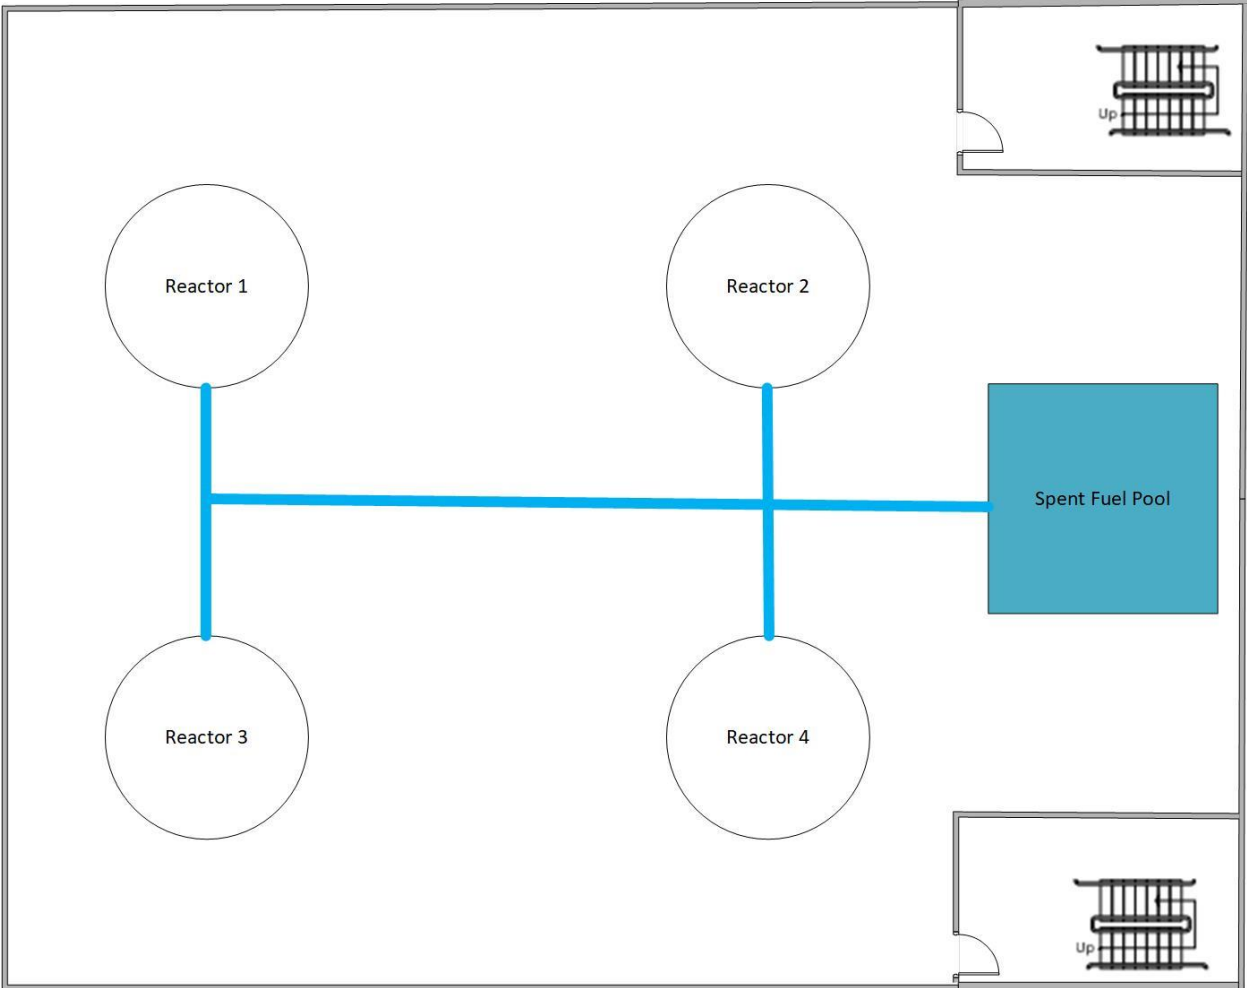 Up
Reactor 1
Reactor 2
Spent Fuel Pool
Reactor 3
Reactor 4
Up